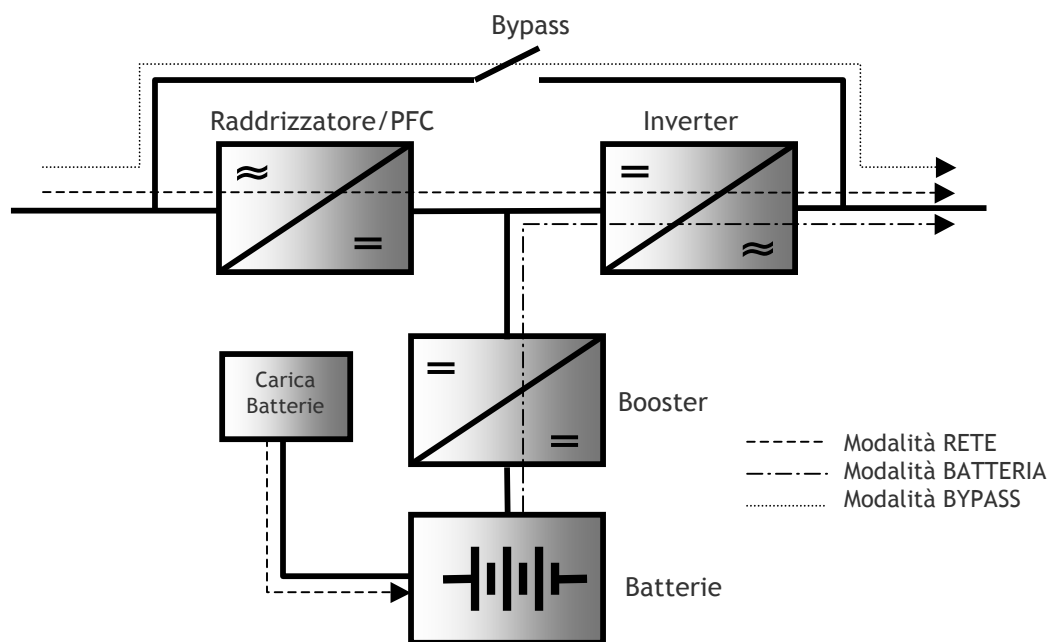 Bypass
Raddrizzatore/PFC
Inverter
Carica
Batterie
Booster
Modalità RETE
Modalità BATTERIA
Modalità BYPASS
Batterie